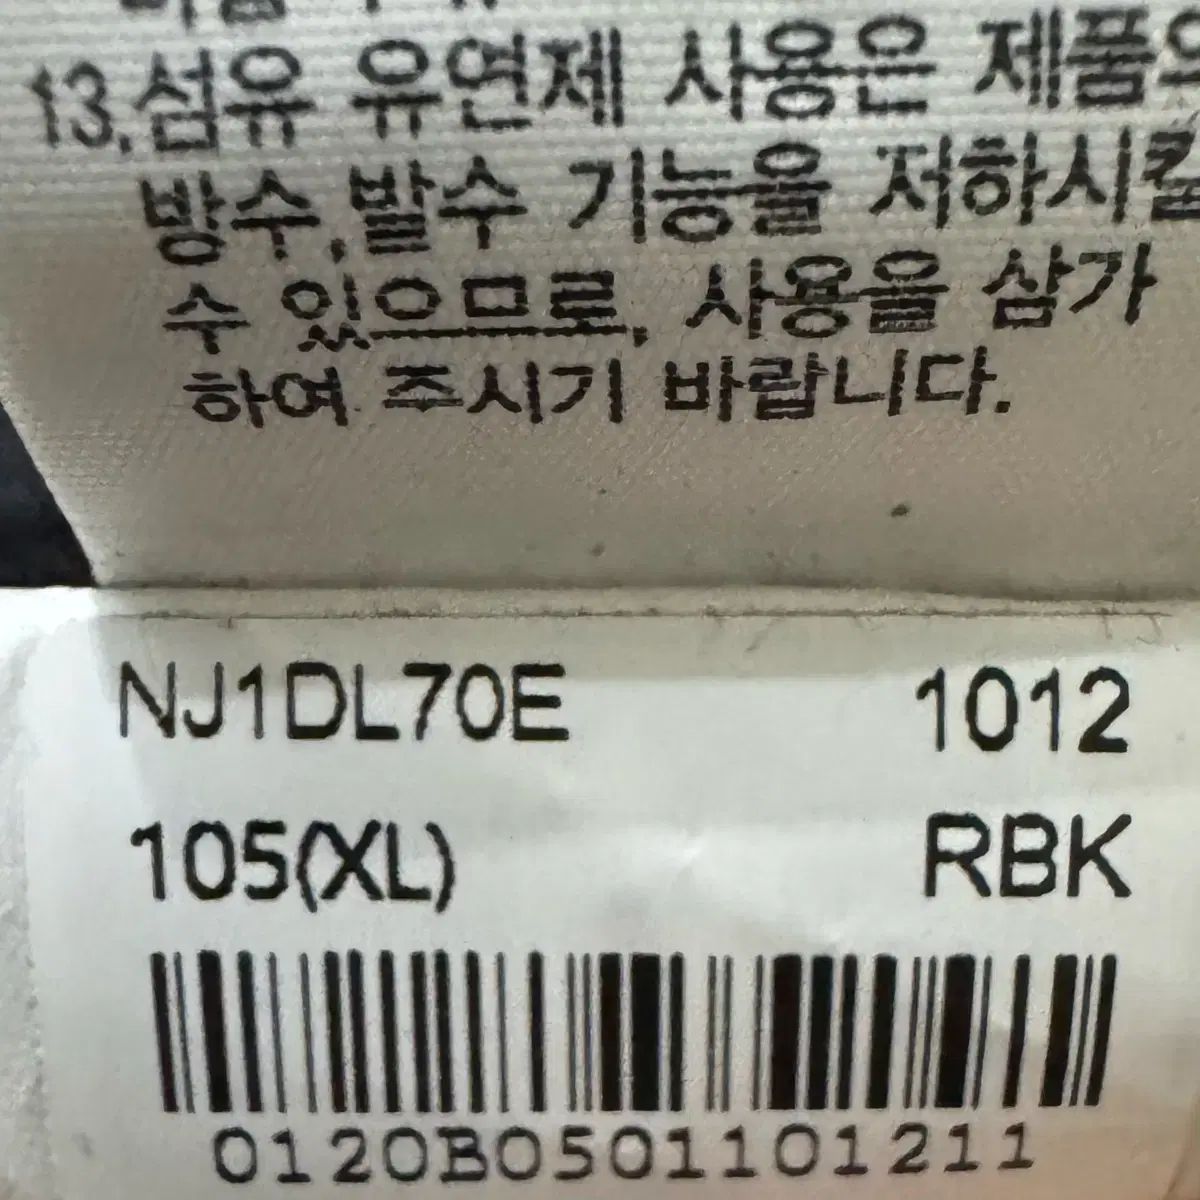 13. 섬유 유연제 사용은 제품의
방수,발수 기능을 저하시킬
수 있으므로, 사용을 삼가
하여 주시기 바랍니다.
NJ1DL70E 1012
105(XL) RBK
0120B0501101211